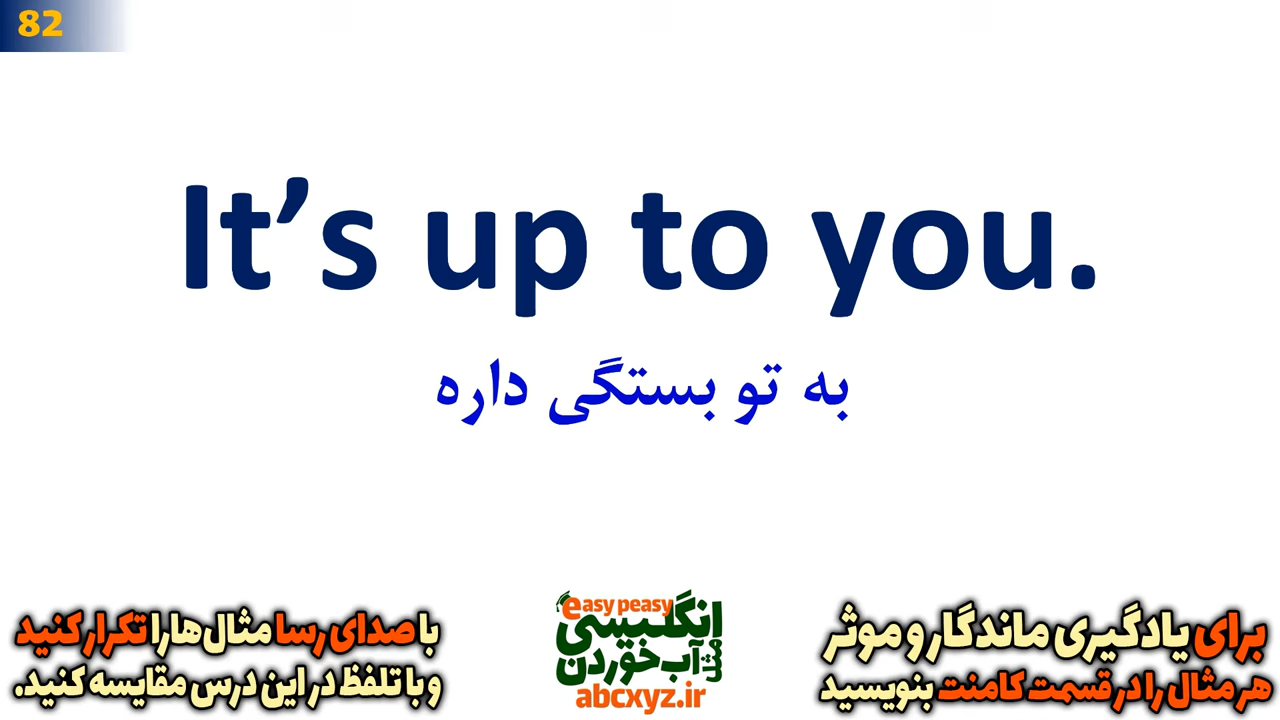 82
It’s up to you.
به تو بستگی داره
با صدای رسا مثال‌ها را تکرار کنید
و با تلفظ در این درس مقایسه کنید.
easy peasy
انگلیسی
مثل آب خوردن
abcxyz.ir
برای یادگیری ماندگار و موثر
هر مثال را در قسمت کامنت بنویسید